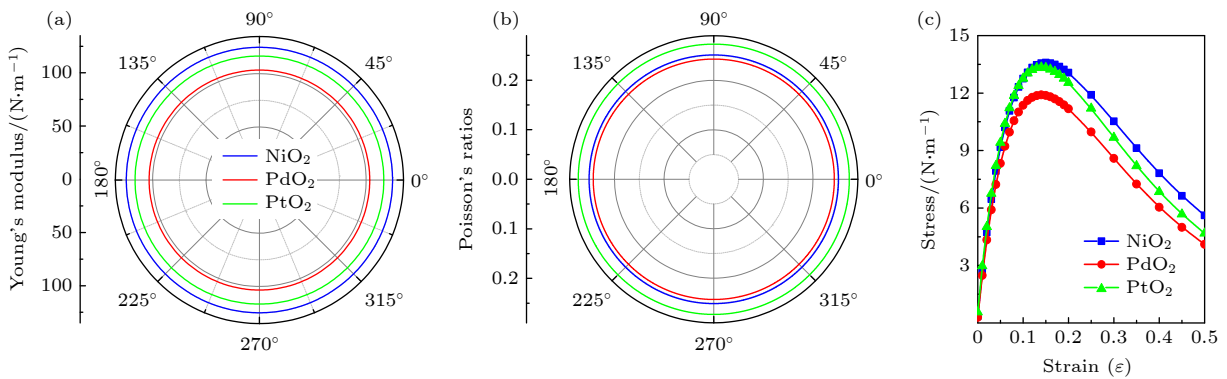 (a)
90°
135°
45°
180°
0°
225°
315°
270°
Young's modulus/(N·m⁻¹)
100
50
0
50
100
NiO₂
PdO₂
PtO₂
(b)
90°
135°
45°
180°
0°
225°
315°
270°
Poisson's ratios
0.2
0.1
0.0
0.1
0.2
(c)
Stress/(N·m⁻¹)
15
12
9
6
3
NiO₂
PdO₂
PtO₂
0 0.1 0.2 0.3 0.4 0.5
Strain (ε)